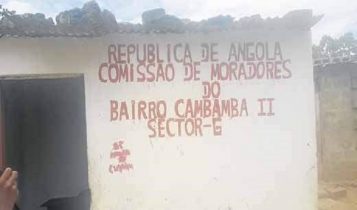 REPUBLICA DE ANGOLA
COMISSÃO DE MORADORES
DO
BAIRRO CAMBAMBA II
SECTOR-G